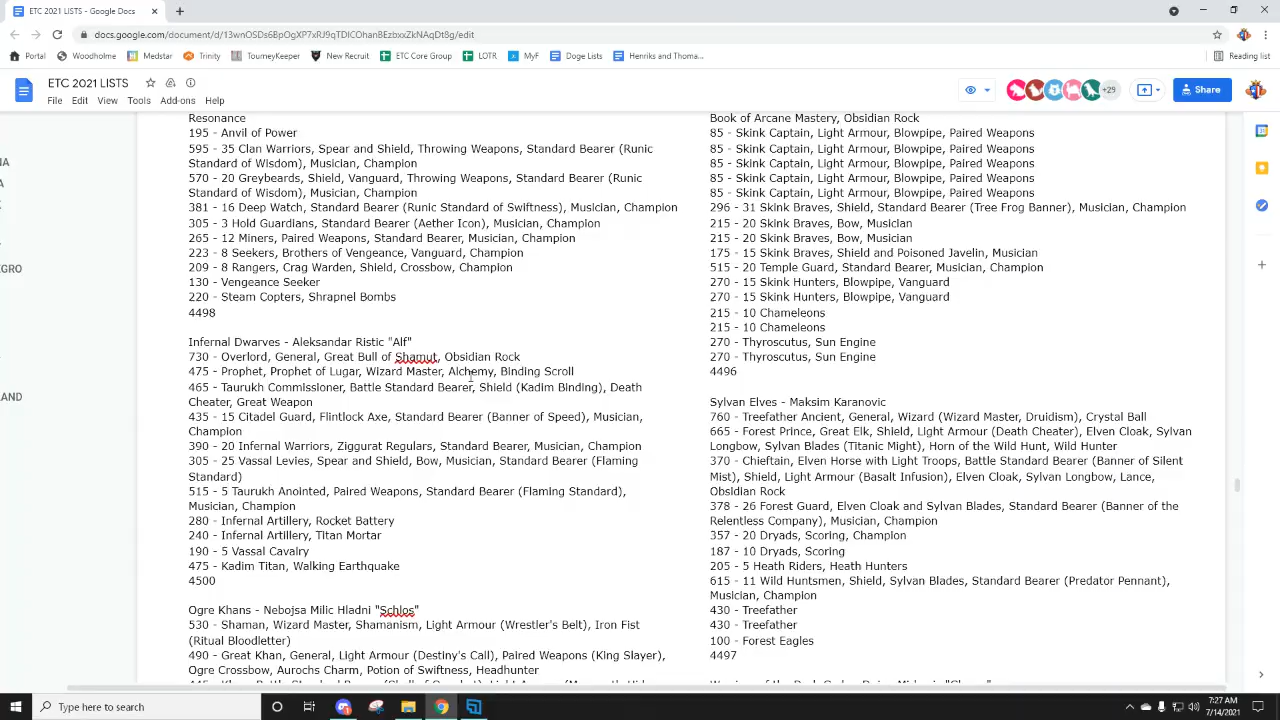 ETC 2021 LISTS - Google Docs
docs.google.com/document/d/13wnOSDs6BpOgXP7xRJ9qTDICOhanBEzbxxZkNAqDt8g/edit
Portal
Woodholme
Medstar
Trinity
TourneyKeeper
New Recruit
ETC Core Group
LOTR
MyF
Doge Lists
Henriks and Thoma...
Reading list
ETC 2021 LISTS
File Edit View Tools Add-ons Help
+29
Share
NA
A
EGRO
AND
Resonance
195 - Anvil of Power
595 - 35 Clan Warriors, Spear and Shield, Throwing Weapons, Standard Bearer (Runic
Standard of WIsdom), Musician, Champion
570 - 20 Greybeards, Shield, Vanguard, Throwing Weapons, Standard Bearer (Runic
Standard of Wisdom), Musician, Champion
381 - 16 Deep Watch, Standard Bearer (Runic Standard of Swiftness), Musician, Champion
305 - 3 Hold Guardians, Standard Bearer (Aether Icon), Musician, Champion
265 - 12 Miners, Paired Weapons, Standard Bearer, Musician, Champion
223 - 8 Seekers, Brothers of Vengeance, Vanguard, Champion
209 - 8 Rangers, Crag Warden, Shield, Crossbow, Champion
130 - Vengeance Seeker
220 - Steam Copters, Shrapnel Bombs
4498
Infernal Dwarves - Aleksandar Ristic "Alf"
730 - Overlord, General, Great Bull of Shamut, Obsidian Rock
475 - Prophet, Prophet of Lugar, Wizard Master, Alchemy, Binding Scroll
465 - Taurukh Commissioner, Battle Standard Bearer, Shield (Kadim Binding), Death
Cheater, Great Weapon
435 - 15 Citadel Guard, Flintlock Axe, Standard Bearer (Banner of Speed), Musician,
Champion
390 - 20 Infernal Warriors, Ziggurat Regulars, Standard Bearer, Musician, Champion
305 - 25 Vassal Levies, Spear and Shield, Bow, Musician, Standard Bearer (Flaming
Standard)
515 - 5 Taurukh Anointed, Paired Weapons, Standard Bearer (Flaming Standard),
Musician, Champion
280 - Infernal Artillery, Rocket Battery
240 - Infernal Artillery, Titan Mortar
190 - 5 Vassal Cavalry
475 - Kadim Titan, Walking Earthquake
4500
Ogre Khans - Nebojsa Milic Hladni "Schlos"
530 - Shaman, Wizard Master, Shamanism, Light Armour (Wrestler's Belt), Iron Fist
(Ritual Bloodletter)
490 - Great Khan, General, Light Armour (Destiny's Call), Paired Weapons (King Slayer),
Ogre Crossbow, Aurochs Charm, Potion of Swiftness, Headhunter
Book of Arcane Mastery, Obsidian Rock
85 - Skink Captain, Light Armour, Blowpipe, Paired Weapons
85 - Skink Captain, Light Armour, Blowpipe, Paired Weapons
85 - Skink Captain, Light Armour, Blowpipe, Paired Weapons
85 - Skink Captain, Light Armour, Blowpipe, Paired Weapons
85 - Skink Captain, Light Armour, Blowpipe, Paired Weapons
296 - 31 Skink Braves, Shield, Standard Bearer (Tree Frog Banner), Musician, Champion
215 - 20 Skink Braves, Bow, Musician
215 - 20 Skink Braves, Bow, Musician
175 - 15 Skink Braves, Shield and Poisoned Javelin, Musician
515 - 20 Temple Guard, Standard Bearer, Musician, Champion
270 - 15 Skink Hunters, Blowpipe, Vanguard
270 - 15 Skink Hunters, Blowpipe, Vanguard
215 - 10 Chameleons
215 - 10 Chameleons
270 - Thyroscutus, Sun Engine
270 - Thyroscutus, Sun Engine
4496
Sylvan Elves - Maksim Karanovic
760 - Treefather Ancient, General, Wizard (Wizard Master, Druidism), Crystal Ball
665 - Forest Prince, Great Elk, Shield, Light Armour (Death Cheater), Elven Cloak, Sylvan
Longbow, Sylvan Blades (Titanic Might), Horn of the Wild Hunt, Wild Hunter
370 - Chieftain, Elven Horse with Light Troops, Battle Standard Bearer (Banner of Silent
Mist), Shield, Light Armour (Basalt Infusion), Elven Cloak, Sylvan Longbow, Lance,
Obsidian Rock
378 - 26 Forest Guard, Elven Cloak and Sylvan Blades, Standard Bearer (Banner of the
Relentless Company), Musician, Champion
357 - 20 Dryads, Scoring, Champion
187 - 10 Dryads, Scoring
205 - 5 Heath Riders, Heath Hunters
615 - 11 Wild Huntsmen, Shield, Sylvan Blades, Standard Bearer (Predator Pennant),
Musician, Champion
430 - Treefather
430 - Treefather
100 - Forest Eagles
4497
Type here to search
7:27 AM
7/14/2021